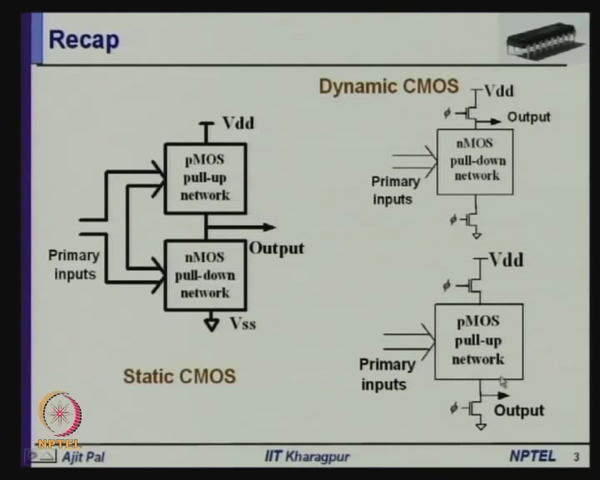 Recap
Dynamic CMOS
Vdd
ϕ
Output
nMOS
pull-down
network
Primary
inputs
ϕ
Vdd
pMOS
pull-up
network
Primary
inputs
nMOS
pull-down
network
Output
Vss
Static CMOS
Vdd
ϕ
pMOS
pull-up
network
Primary
inputs
ϕ
Output
NPTEL
Ajit Pal
IIT Kharagpur
NPTEL 3